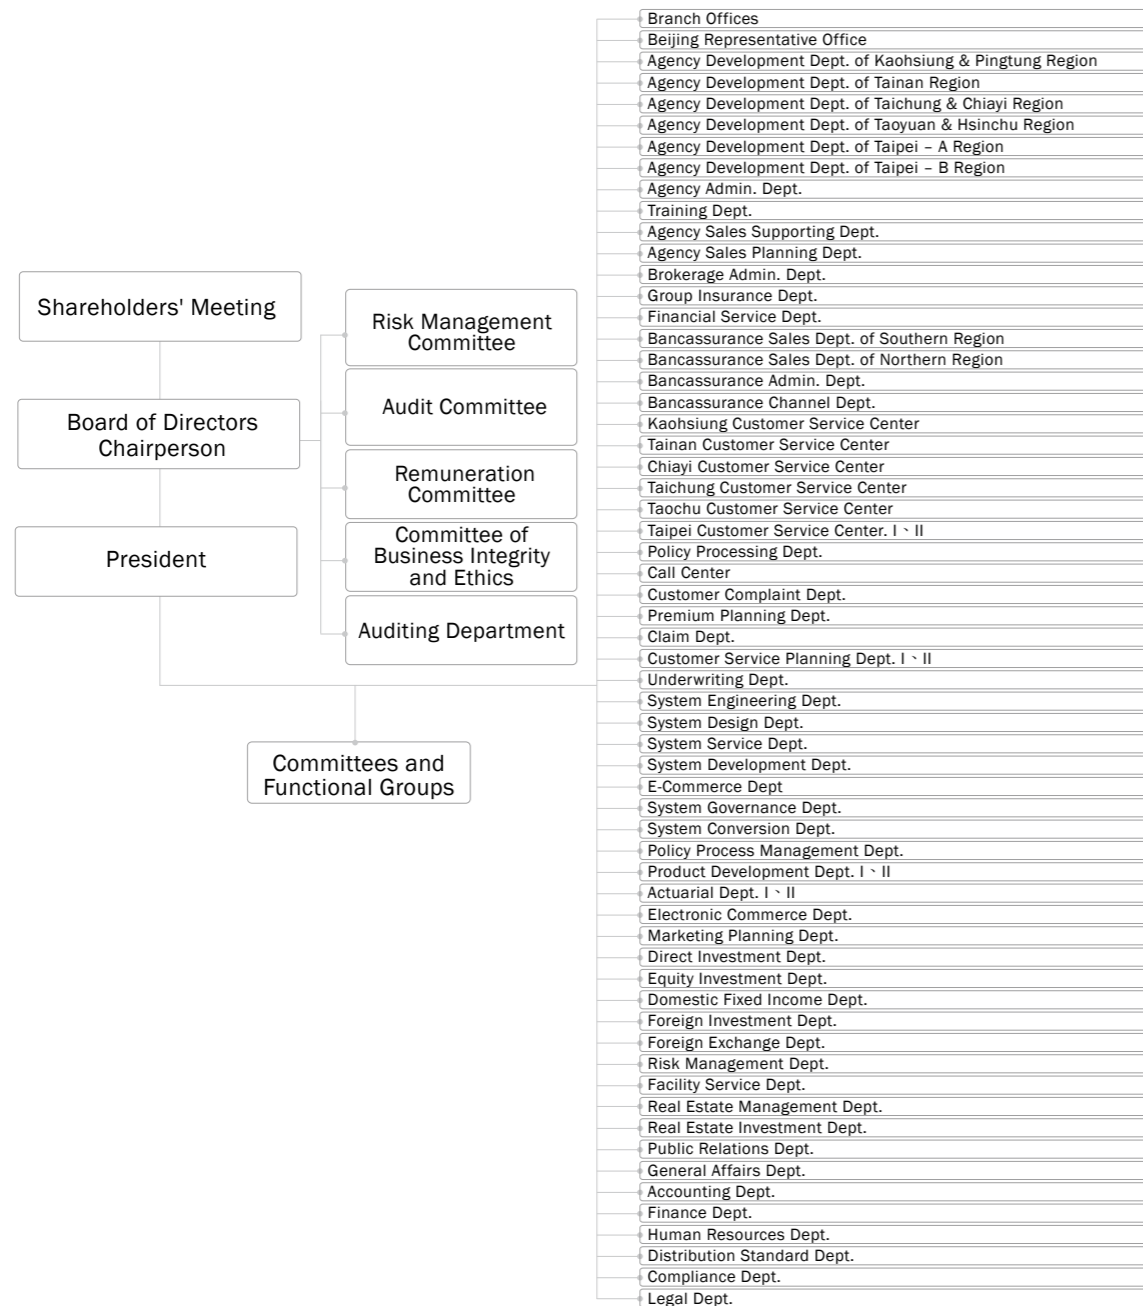 Shareholders' Meeting
Board of Directors
Chairperson
President
Risk Management
Committee
Audit Committee
Remuneration
Committee
Committee of
Business Integrity
and Ethics
Auditing Department
Committees and
Functional Groups
Branch Offices
Beijing Representative Office
Agency Development Dept. of Kaohsiung & Pingtung Region
Agency Development Dept. of Tainan Region
Agency Development Dept. of Taichung & Chiayi Region
Agency Development Dept. of Taoyuan & Hsinchu Region
Agency Development Dept. of Taipei – A Region
Agency Development Dept. of Taipei – B Region
Agency Admin. Dept.
Training Dept.
Agency Sales Supporting Dept.
Agency Sales Planning Dept.
Brokerage Admin. Dept.
Group Insurance Dept.
Financial Service Dept.
Bancassurance Sales Dept. of Southern Region
Bancassurance Sales Dept. of Northern Region
Bancassurance Admin. Dept.
Bancassurance Channel Dept.
Kaohsiung Customer Service Center
Tainan Customer Service Center
Chiayi Customer Service Center
Taichung Customer Service Center
Taochu Customer Service Center
Taipei Customer Service Center. I、II
Policy Processing Dept.
Call Center
Customer Complaint Dept.
Premium Planning Dept.
Claim Dept.
Customer Service Planning Dept. I、II
Underwriting Dept.
System Engineering Dept.
System Design Dept.
System Service Dept.
System Development Dept.
E-Commerce Dept
System Governance Dept.
System Conversion Dept.
Policy Process Management Dept.
Product Development Dept. I、II
Actuarial Dept. I、II
Electronic Commerce Dept.
Marketing Planning Dept.
Direct Investment Dept.
Equity Investment Dept.
Domestic Fixed Income Dept.
Foreign Investment Dept.
Foreign Exchange Dept.
Risk Management Dept.
Facility Service Dept.
Real Estate Management Dept.
Real Estate Investment Dept.
Public Relations Dept.
General Affairs Dept.
Accounting Dept.
Finance Dept.
Human Resources Dept.
Distribution Standard Dept.
Compliance Dept.
Legal Dept.